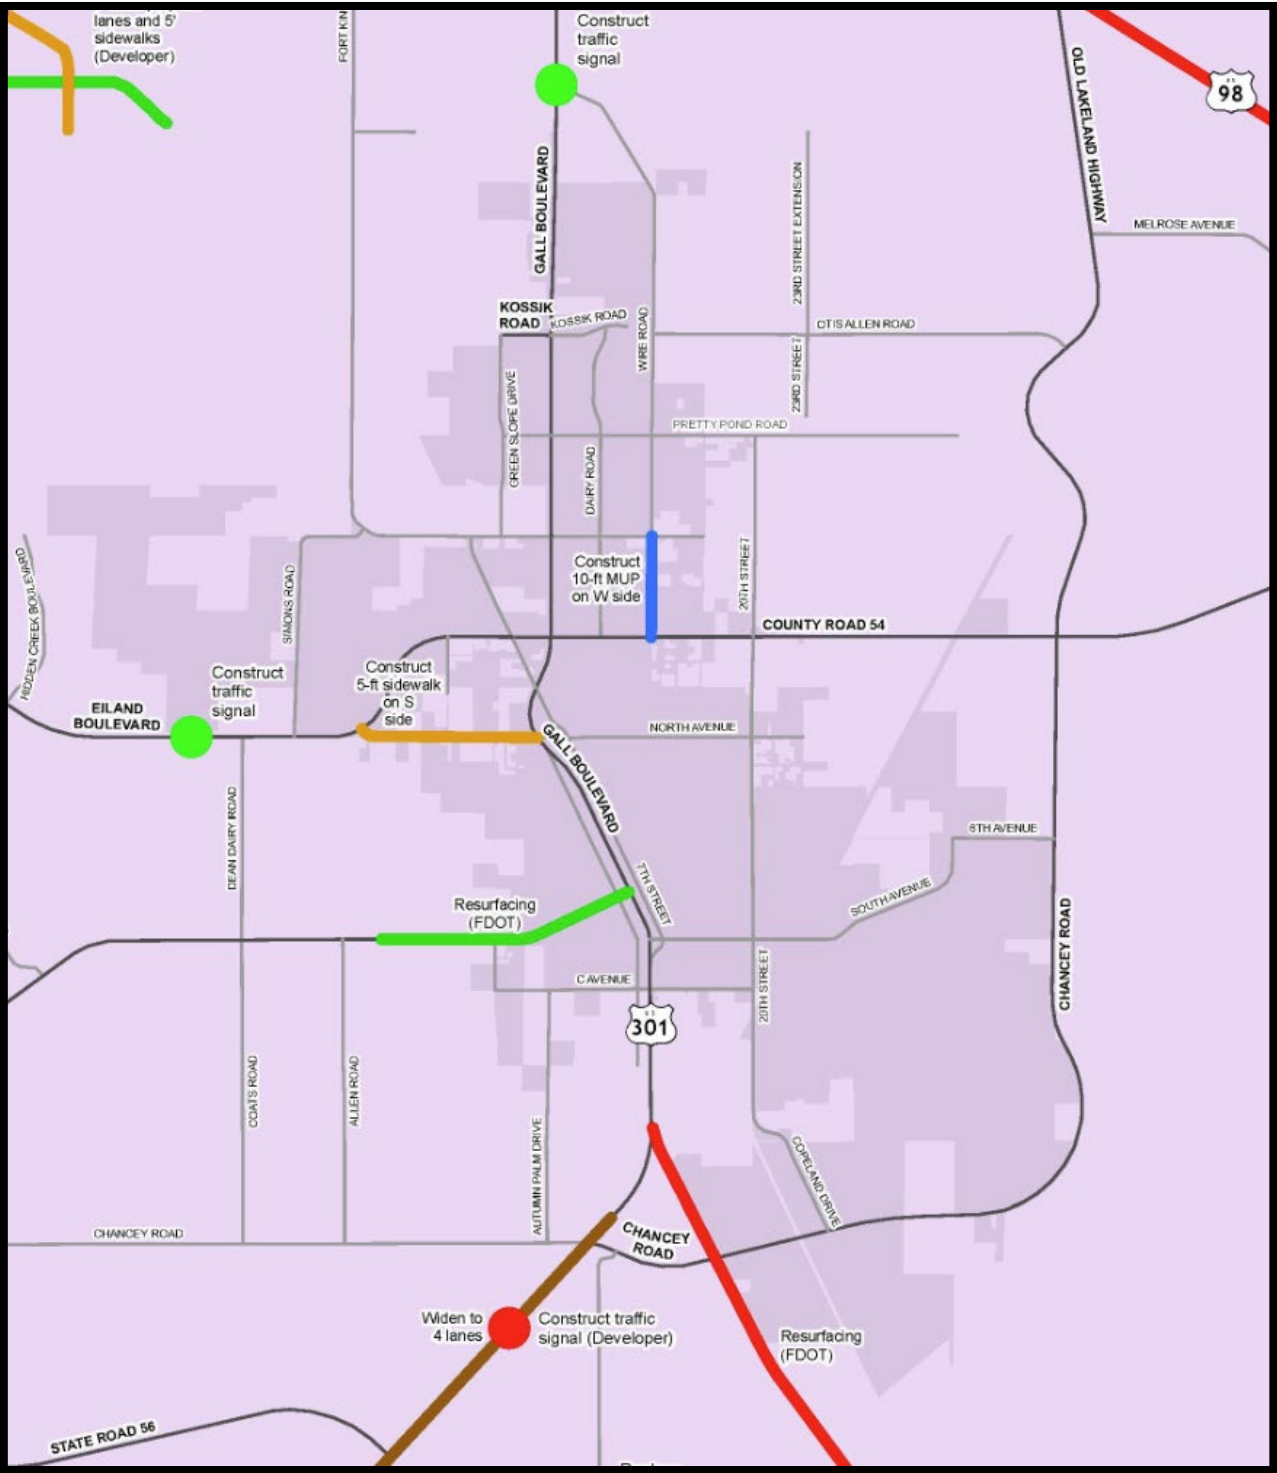 lanes and 5'
sidewalks
(Developer)
FORT KIN
Construct
traffic
signal
OLD LAKELAND HIGHWAY
US
98
GALL BOULEVARD
23RD STREET EXTENSION
MELROSE AVENUE
KOSSIK
ROAD
KOSSIK ROAD
WIRE ROAD
OTIS ALLEN ROAD
23RD STREET
GREEN SLOPE DRIVE
PRETTY POND ROAD
DAIRY ROAD
HIDDEN CREEK BOULEVARD
SIMONS ROAD
Construct
10-ft MUP
on W side
20TH STREET
COUNTY ROAD 54
Construct
traffic
signal
Construct
5-ft sidewalk
on S
side
EILAND
BOULEVARD
GALL BOULEVARD
NORTH AVENUE
DEAN DAIRY ROAD
6TH AVENUE
7TH STREET
SOUTH AVENUE
Resurfacing
(FDOT)
CHANCEY ROAD
C AVENUE
20TH STREET
US
301
COATS ROAD
ALLEN ROAD
AUTUMN PALM DRIVE
COPELAND DRIVE
CHANCEY ROAD
CHANCEY
ROAD
Widen to
4 lanes
Construct traffic
signal (Developer)
Resurfacing
(FDOT)
STATE ROAD 56